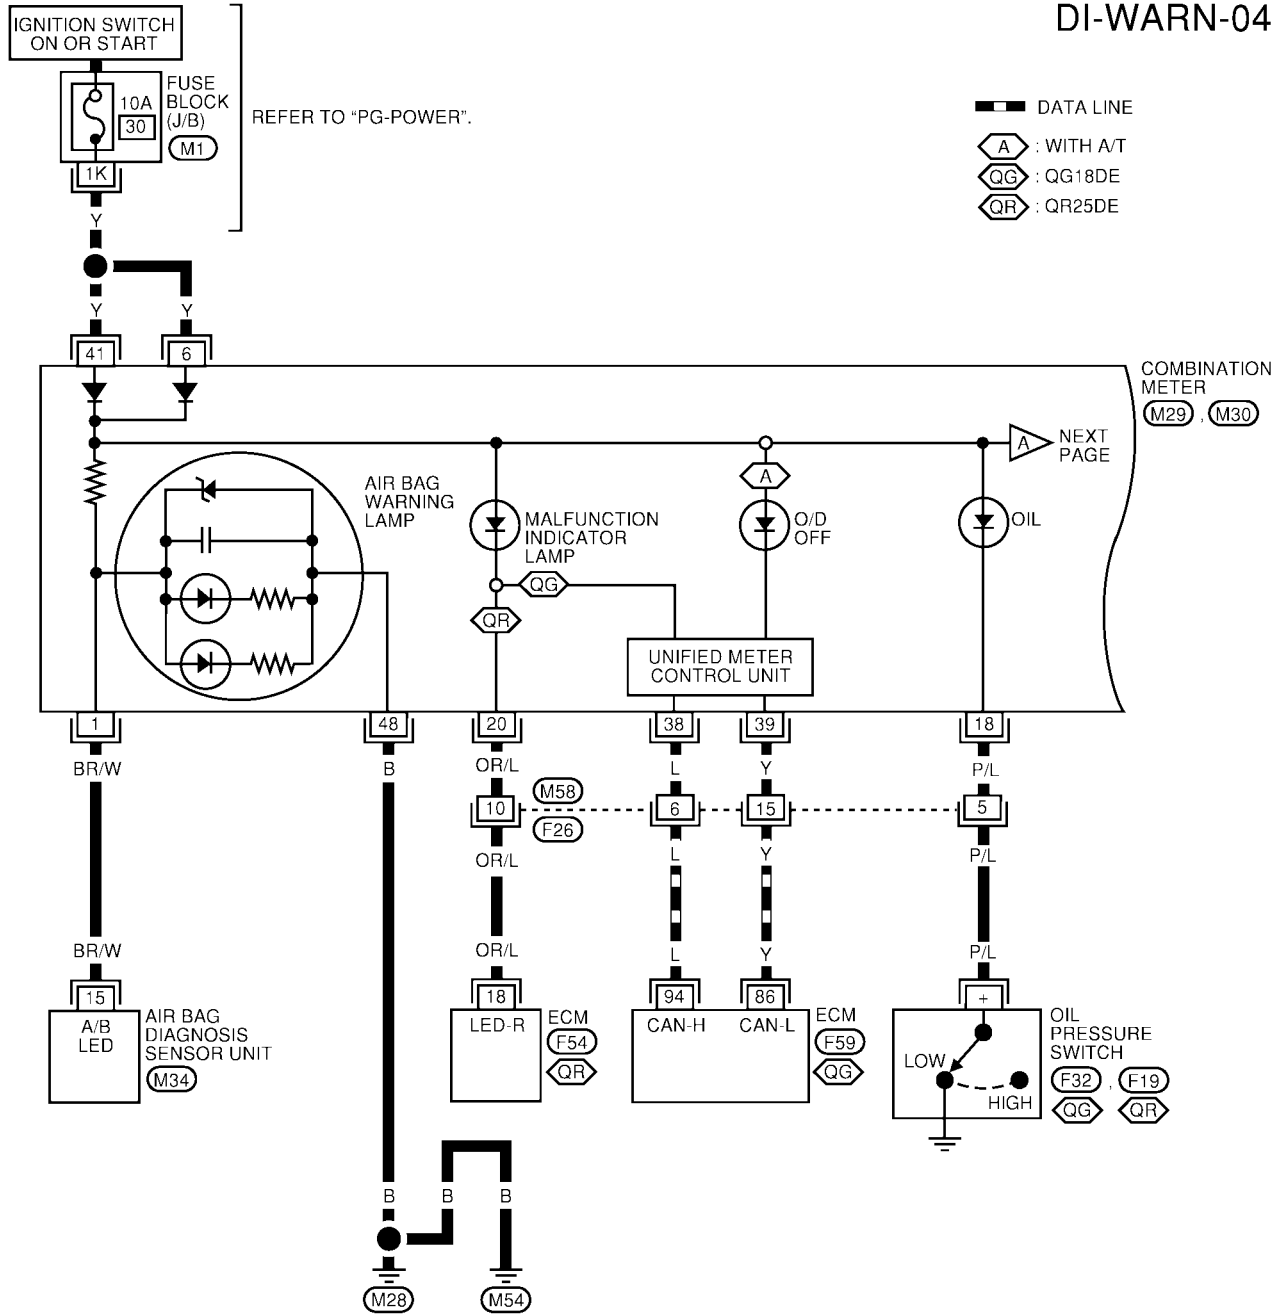 DI-WARN-04
IGNITION SWITCH
ON OR START
FUSE
BLOCK
(J/B)
10A
30
M1
1K
REFER TO “PG-POWER”.
DATA LINE
A : WITH A/T
QG : QG18DE
QR : QR25DE
Y
Y
Y
41
6
COMBINATION
METER
M29 , M30
A
NEXT
PAGE
AIR BAG
WARNING
LAMP
MALFUNCTION
INDICATOR
LAMP
A
O/D
OFF
OIL
QG
QR
UNIFIED METER
CONTROL UNIT
1
48
20
38
39
18
BR/W
B
OR/L
L
Y
P/L
M58
10
6
15
5
F26
OR/L
L
Y
P/L
BR/W
OR/L
L
Y
P/L
15
18
94
86
+
A/B
LED
AIR BAG
DIAGNOSIS
SENSOR UNIT
M34
LED-R
ECM
F54
QR
CAN-H
CAN-L
ECM
F59
QG
LOW
HIGH
OIL
PRESSURE
SWITCH
F32 , F19
QG
QR
B
B
B
M28
M54